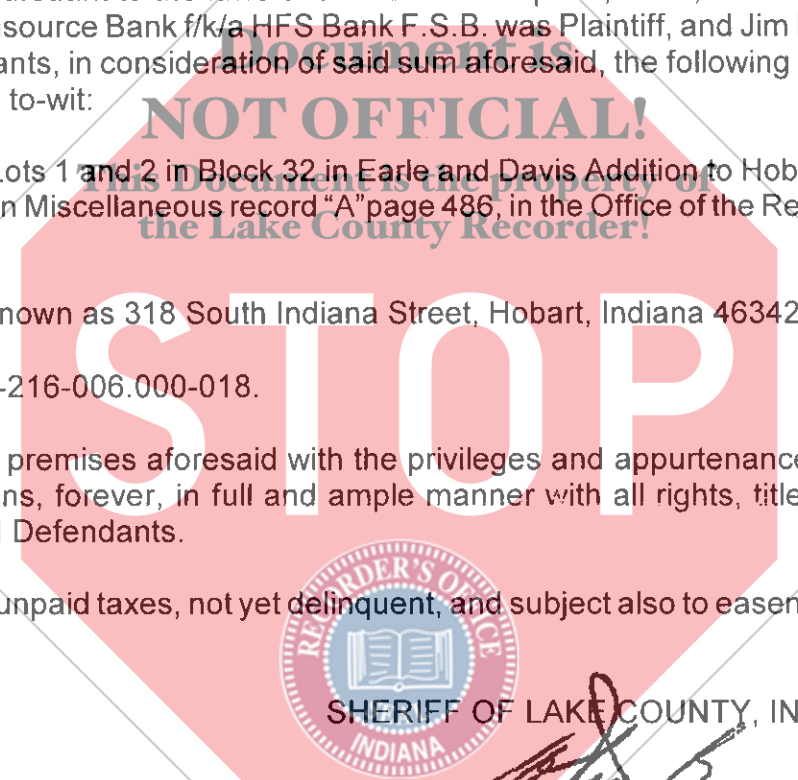 source Bank f/k/a HFS Bank F.S.B. was Plaintiff, and Jim
ants, in consideration of said sum aforesaid, the following
to-wit:
Document is
NOT OFFICIAL!
This Document is the property of
the Lake County Recorder!
Lots 1 and 2 in Block 32 in Earle and Davis Addition to Hob
n Miscellaneous record “A”page 486, in the Office of the Re
STOP
nown as 318 South Indiana Street, Hobart, Indiana 46342
-216-006.000-018.
premises aforesaid with the privileges and appurtenance
ns, forever, in full and ample manner with all rights, title
Defendants.
unpaid taxes, not yet delinquent, and subject also to easen
RECORDER'S OFFICE
INDIANA
SHERIFF OF LAKE COUNTY, IN